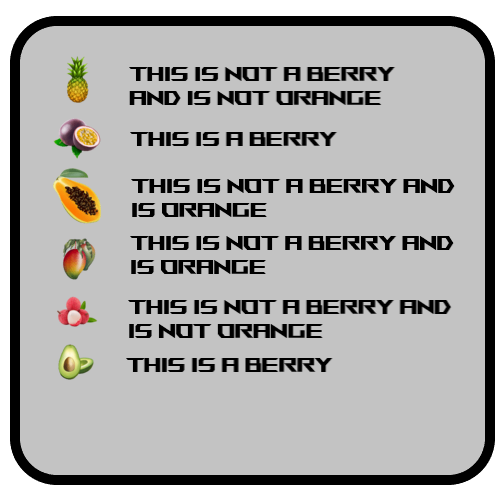 THIS IS NOT A BERRY
AND IS NOT ORANGE
THIS IS A BERRY
THIS IS NOT A BERRY AND
IS ORANGE
THIS IS NOT A BERRY AND
IS ORANGE
THIS IS NOT A BERRY AND
IS NOT ORANGE
THIS IS A BERRY